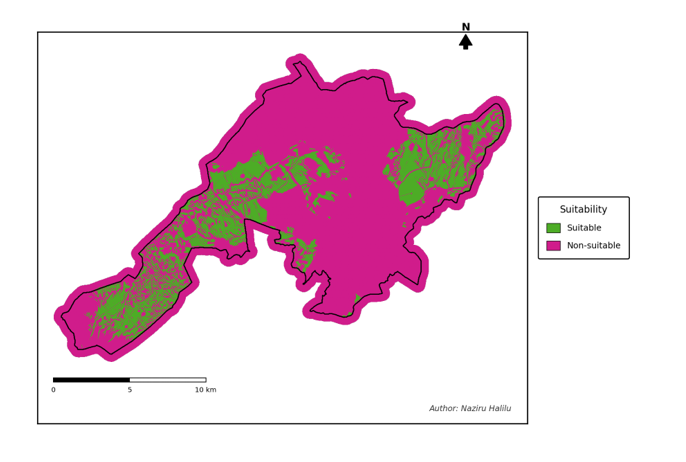 N
Suitability
Suitable
Non-suitable
0 5 10 km
Author: Naziru Halilu